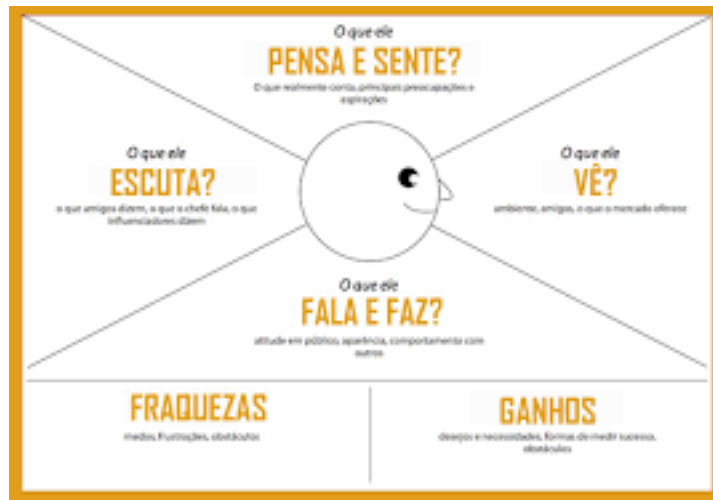 O que ele
PENSA E SENTE?
O que realmente conta, principais preocupações e
aspirações
O que ele
ESCUTA?
o que amigos dizem, o que o chefe fala, o que
influenciadores dizem
O que ele
VÊ?
ambiente, amigos, o que o mercado oferece
O que ele
FALA E FAZ?
atitude em público, aparência, comportamento com
outros
FRAQUEZAS
medos, frustrações, obstáculos
GANHOS
desejos e necessidades, formas de medir sucesso,
obstáculos